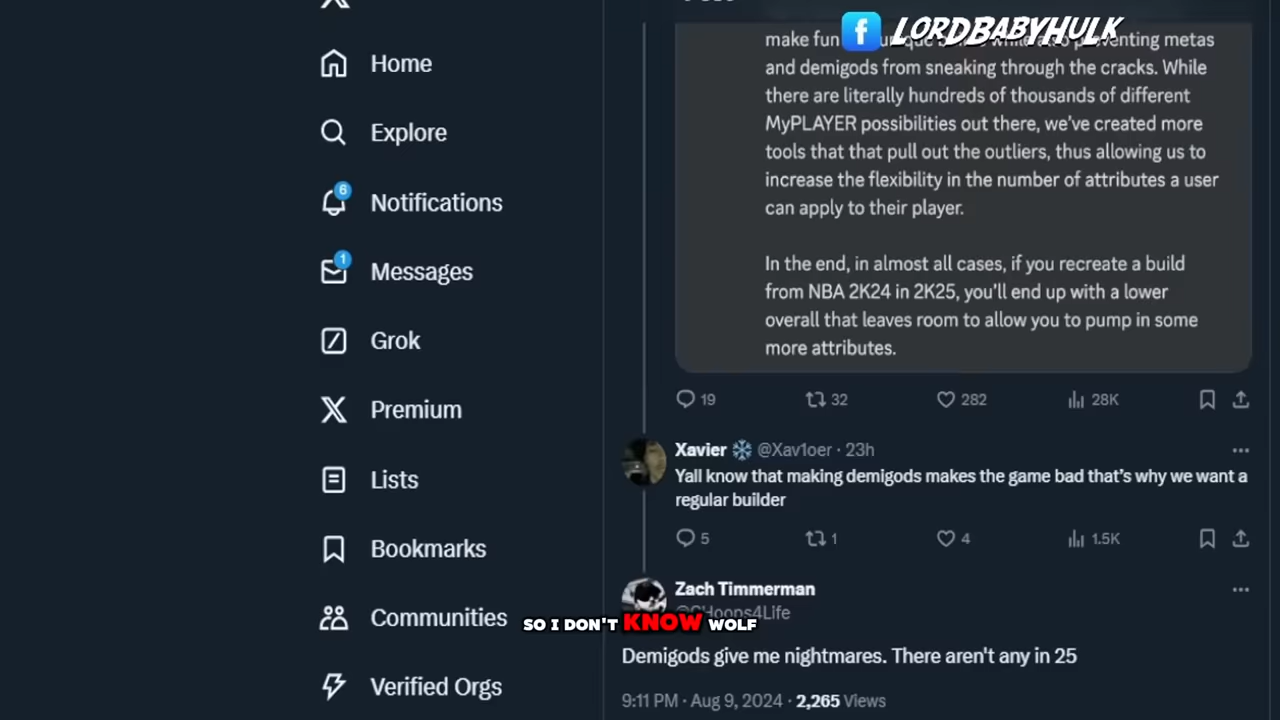 LORDBABYHULK
Home
Explore
6
Notifications
1
Messages
Grok
Premium
Lists
Bookmarks
Communities
Verified Orgs
make fun while also preventing metas
and demigods from sneaking through the cracks. While
there are literally hundreds of thousands of different
MyPLAYER possibilities out there, we've created more
tools that that pull out the outliers, thus allowing us to
increase the flexibility in the number of attributes a user
can apply to their player.
In the end, in almost all cases, if you recreate a build
from NBA 2K24 in 2K25, you'll end up with a lower
overall that leaves room to allow you to pump in some
more attributes.
19 32 282 28K
Xavier @Xav1oer · 23h
Yall know that making demigods makes the game bad that's why we want a
regular builder
5 1 4 1.5K
Zach Timmerman
@CHoops4Life
SO I DON'T KNOW WOLF
Demigods give me nightmares. There aren't any in 25
9:11 PM · Aug 9, 2024 · 2,265 Views